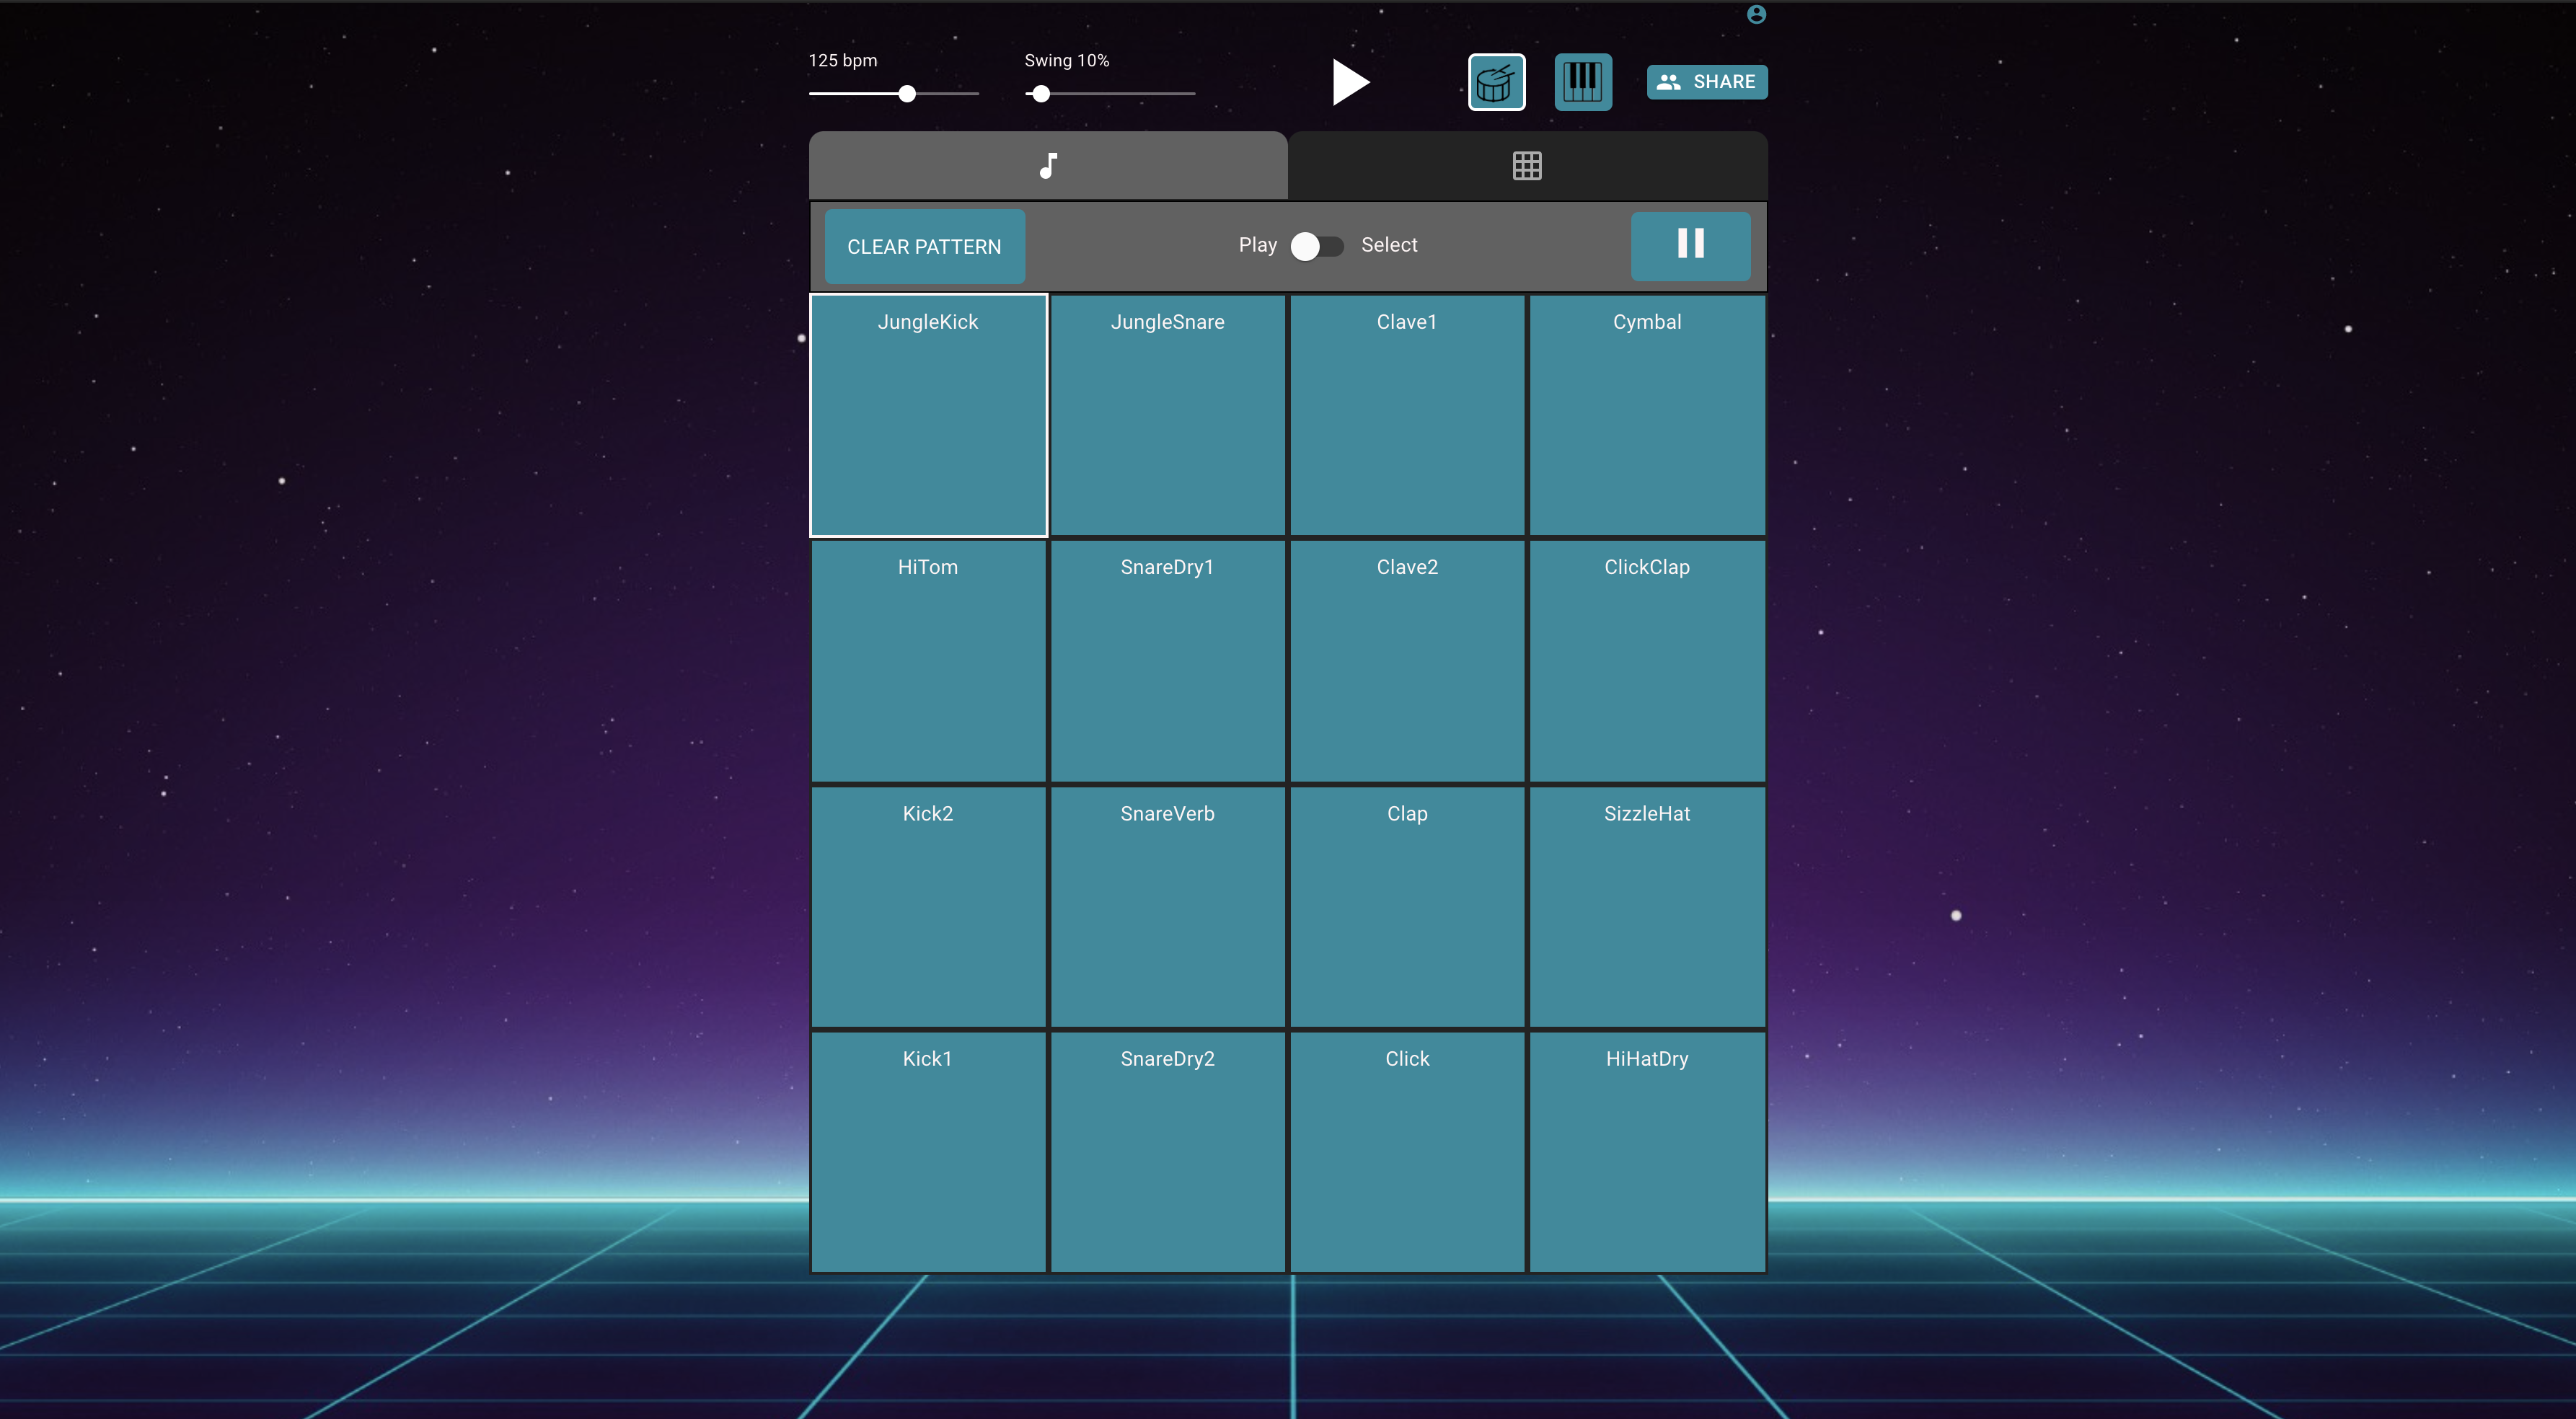 125 bpm
Swing 10%
SHARE
CLEAR PATTERN
Play
Select
JungleKick
JungleSnare
Clave1
Cymbal
HiTom
SnareDry1
Clave2
ClickClap
Kick2
SnareVerb
Clap
SizzleHat
Kick1
SnareDry2
Click
HiHatDry